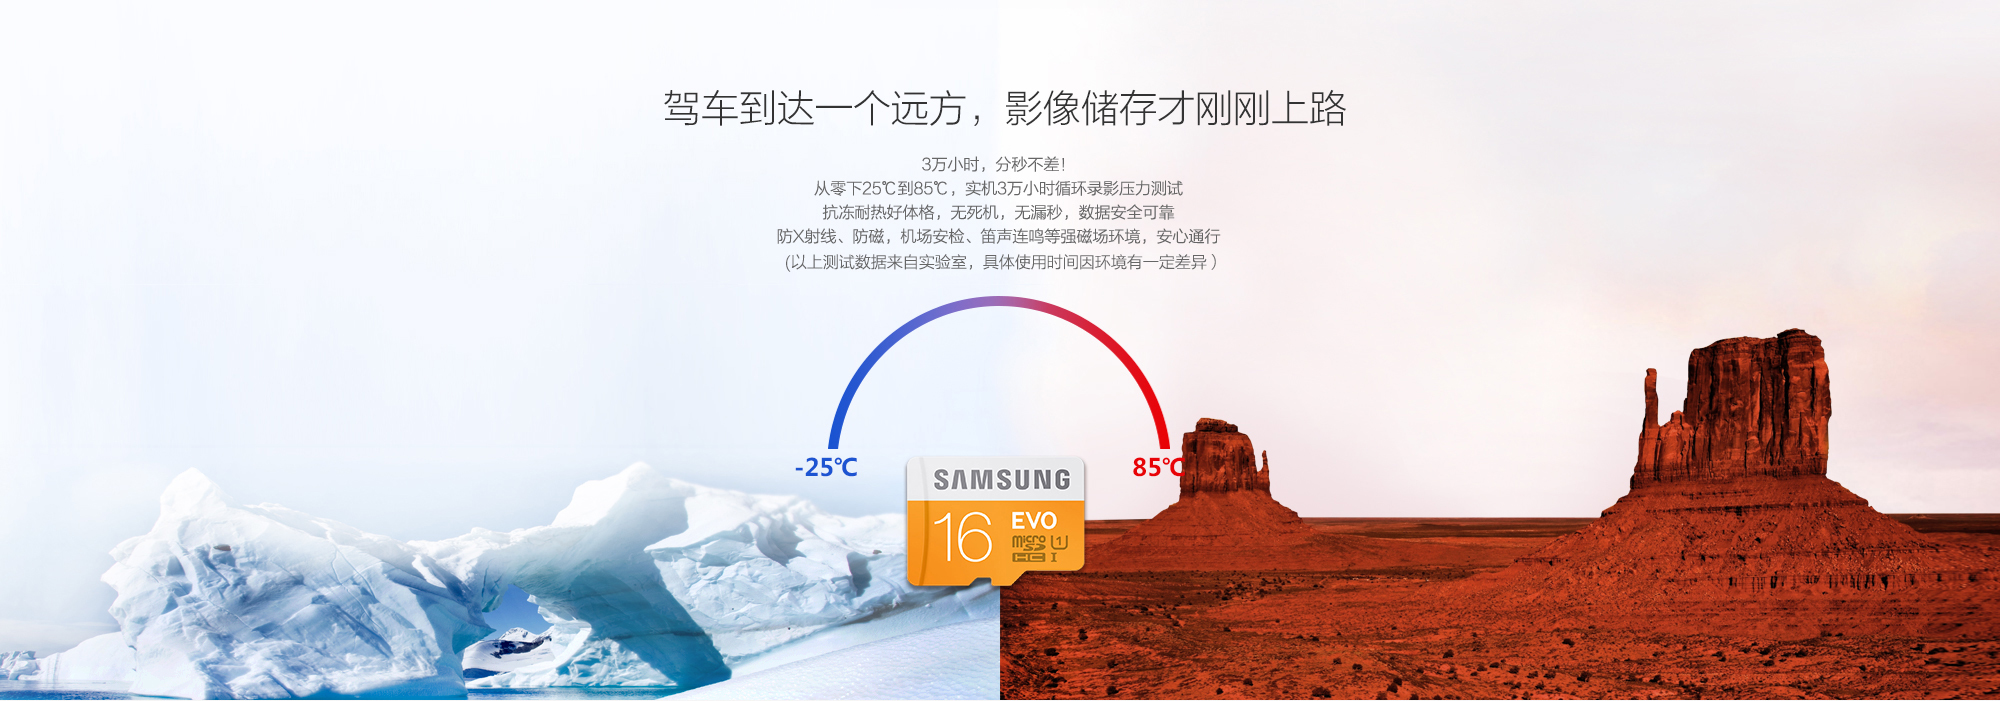 驾车到达一个远方，影像储存才刚刚上路
3万小时，分秒不差！
从零下25℃到85℃，实机3万小时循环录影压力测试
抗冻耐热好体格，无死机，无漏秒，数据安全可靠
防X射线、防磁，机场安检、笛声连鸣等强磁场环境，安心通行
(以上测试数据来自实验室，具体使用时间因环境有一定差异 )
-25℃
85℃
SAMSUNG
16
EVO
micro
SD
HC I
U1